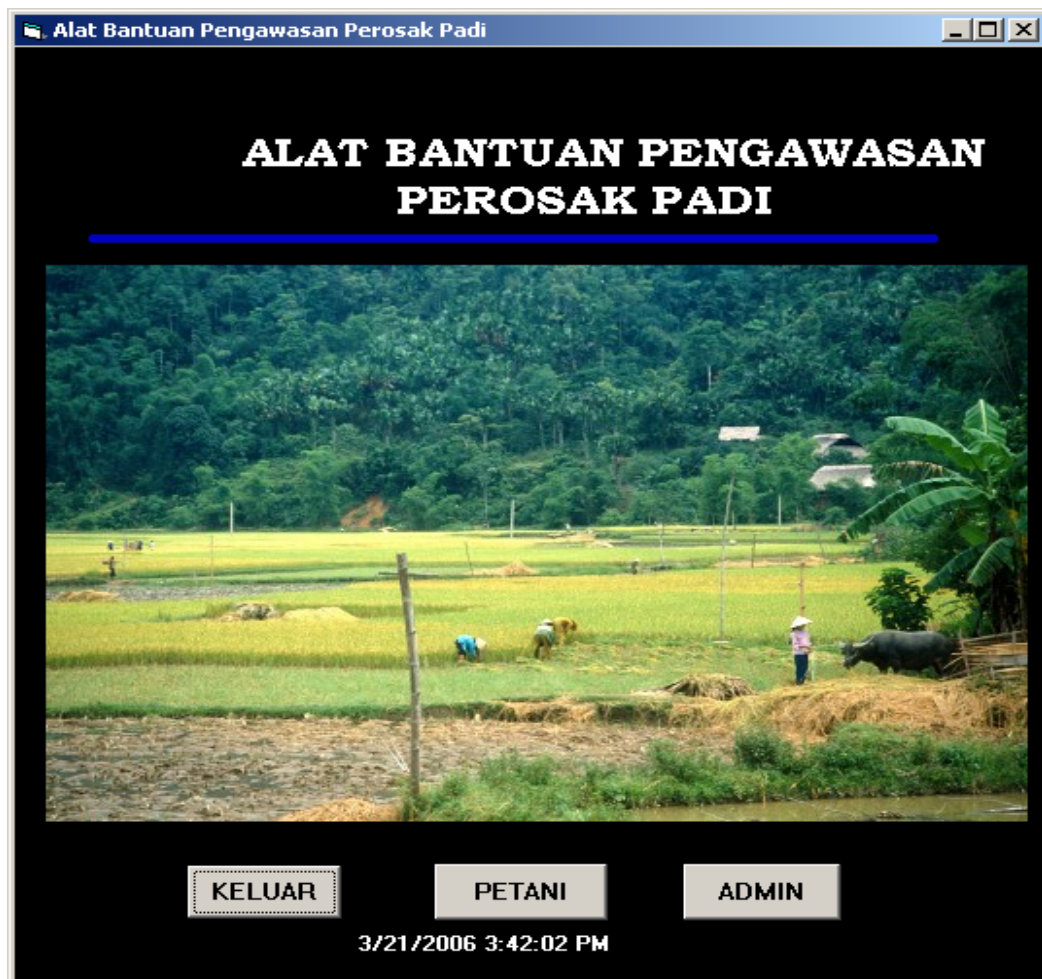 Alat Bantuan Pengawasan Perosak Padi
ALAT BANTUAN PENGAWASAN
PEROSAK PADI
KELUAR PETANI ADMIN
3/21/2006 3:42:02 PM